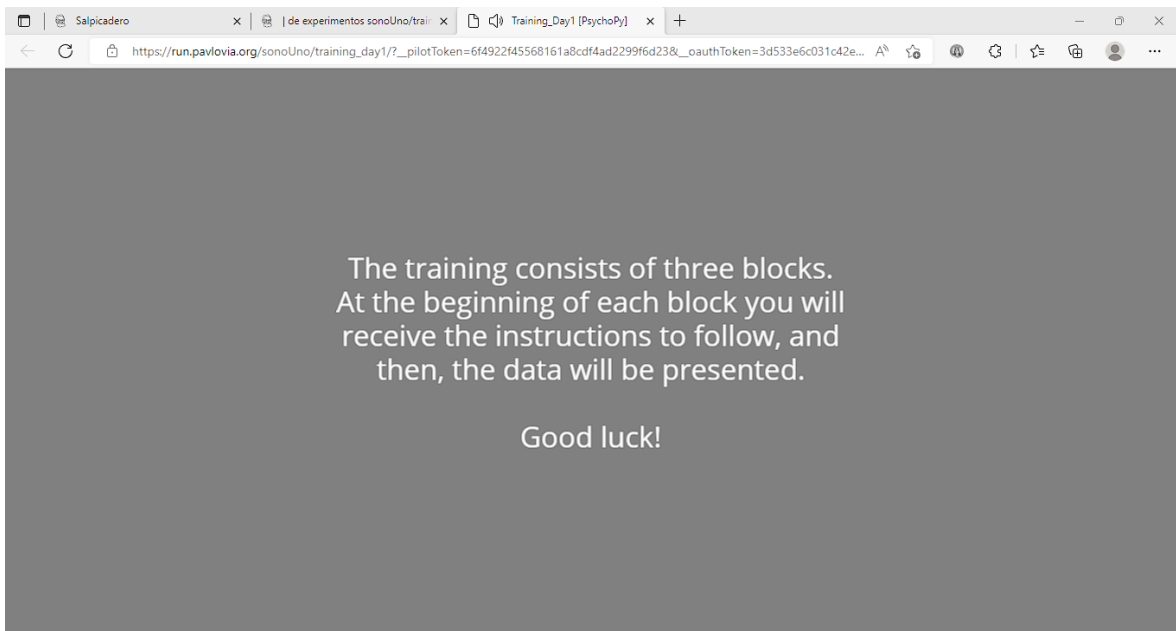 Salpicadero
| de experimentos sonoUno/train
Training_Day1 [PsychoPy]
https://run.pavlovia.org/sonoUno/training_day1/?__pilotToken=6f4922f45568161a8cdf4ad2299f6d23&__oauthToken=3d533e6c031c42e...
The training consists of three blocks.
At the beginning of each block you will
receive the instructions to follow, and
then, the data will be presented.
Good luck!